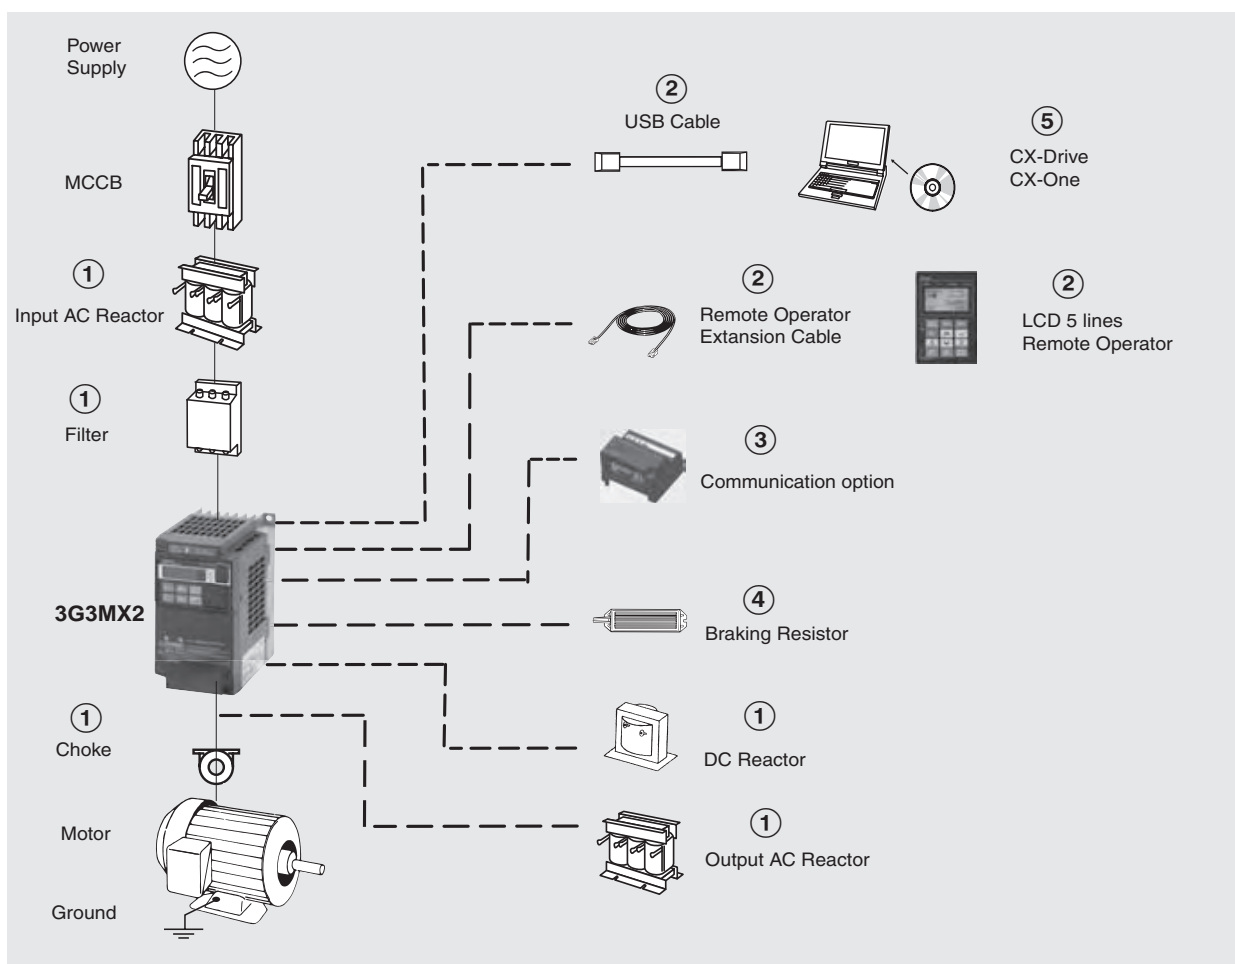 Power
Supply
MCCB
1
Input AC Reactor
1
Filter
3G3MX2
1
Choke
Motor
Ground
2
USB Cable
5
CX-Drive
CX-One
2
Remote Operator
Extansion Cable
2
LCD 5 lines
Remote Operator
3
Communication option
4
Braking Resistor
1
DC Reactor
1
Output AC Reactor